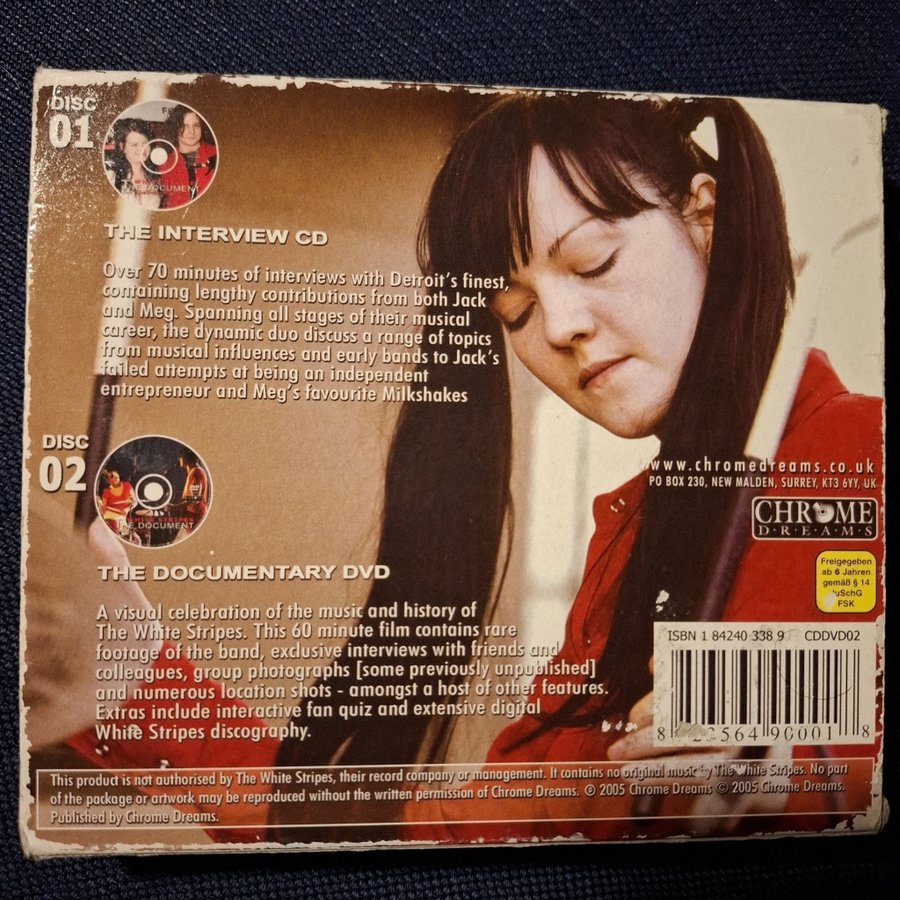 DISC
01
THE DOCUMENT
THE INTERVIEW CD
Over 70 minutes of interviews with Detroit's finest,
containing lengthy contributions from both Jack
and Meg. Spanning all stages of their musical
career, the dynamic duo discuss a range of topics
from musical influences and early bands to Jack's
failed attempts at being an independent
entrepreneur and Meg's favourite Milkshakes
DISC
02
WHITE STRIPES
THE DOCUMENT
THE DOCUMENTARY DVD
A visual celebration of the music and history of
The White Stripes. This 60 minute film contains rare
footage of the band, exclusive interviews with friends and
colleagues, group photographs [some previously unpublished]
and numerous location shots - amongst a host of other features.
Extras include interactive fan quiz and extensive digital
White Stripes discography.
www.chromedreams.co.uk
PO BOX 230, NEW MALDEN, SURREY, KT3 6YY, UK
CHROME
D·R·E·A·M·S
Freigegeben
ab 6 Jahren
gemäß § 14
JuSchG
FSK
ISBN 1 84240 338 9 CDDVD02
564 90001 8
This product is not authorised by The White Stripes, their record company or management. It contains no original music by The White Stripes. No part
of the package or artwork may be reproduced without the written permission of Chrome Dreams. ℗ 2005 Chrome Dreams © 2005 Chrome Dreams.
Published by Chrome Dreams.